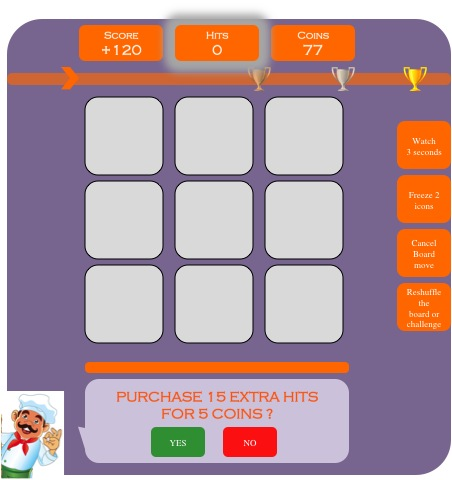 Score
+120
Hits
0
Coins
77
Watch
3 seconds
Freeze 2
icons
Cancel
Board
move
Reshuffle
the
board or
challenge
PURCHASE 15 EXTRA HITS
FOR 5 COINS ?
YES
NO